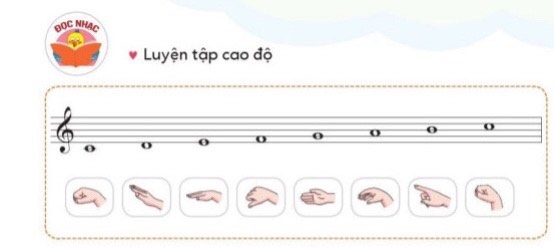 ĐỌC NHẠC
Luyện tập cao độ